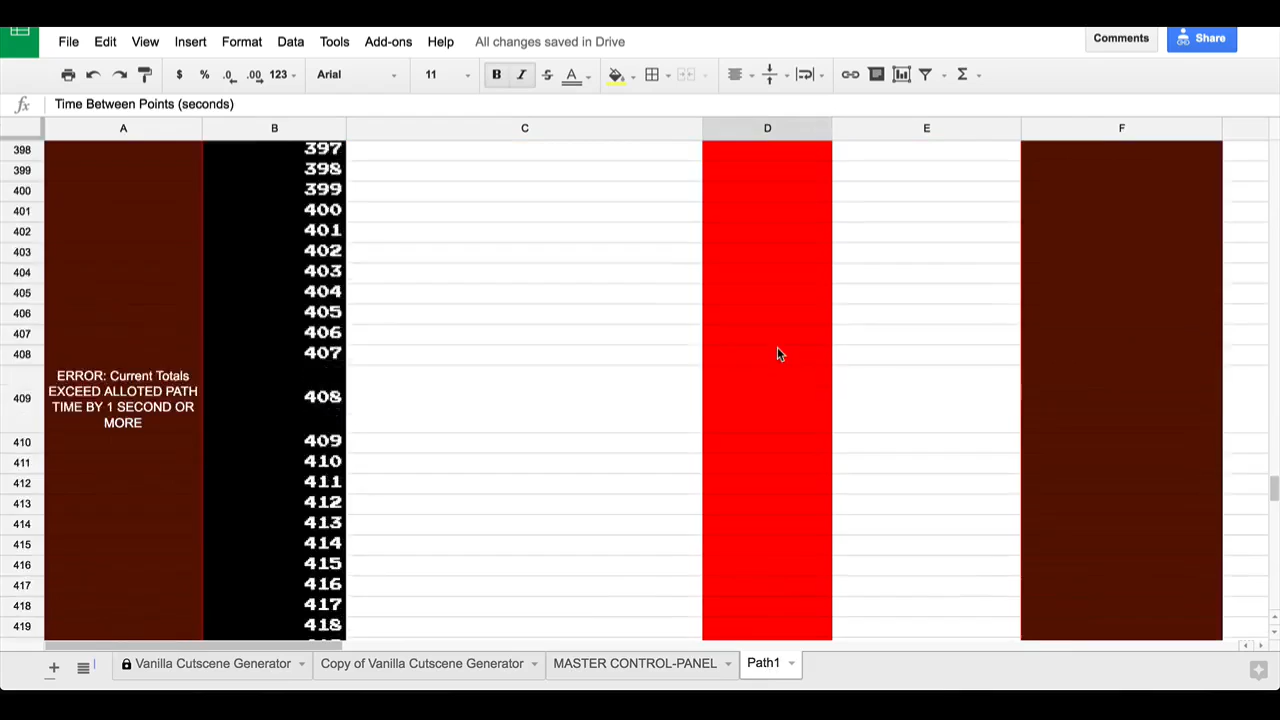 File Edit View Insert Format Data Tools Add-ons Help All changes saved in Drive Comments Share
$ % .0 .00 123 Arial 11 B I S A Σ
fx Time Between Points (seconds)
A B C D E F
398 397
399 398
400 399
401 400
402 401
403 402
404 403
405 404
406 405
407 406
408 407
ERROR: Current Totals
EXCEED ALLOTED PATH
409 408
TIME BY 1 SECOND OR
MORE
410 409
411 410
412 411
413 412
414 413
415 414
416 415
417 416
418 417
419 418
+ Vanilla Cutscene Generator Copy of Vanilla Cutscene Generator MASTER CONTROL-PANEL Path1